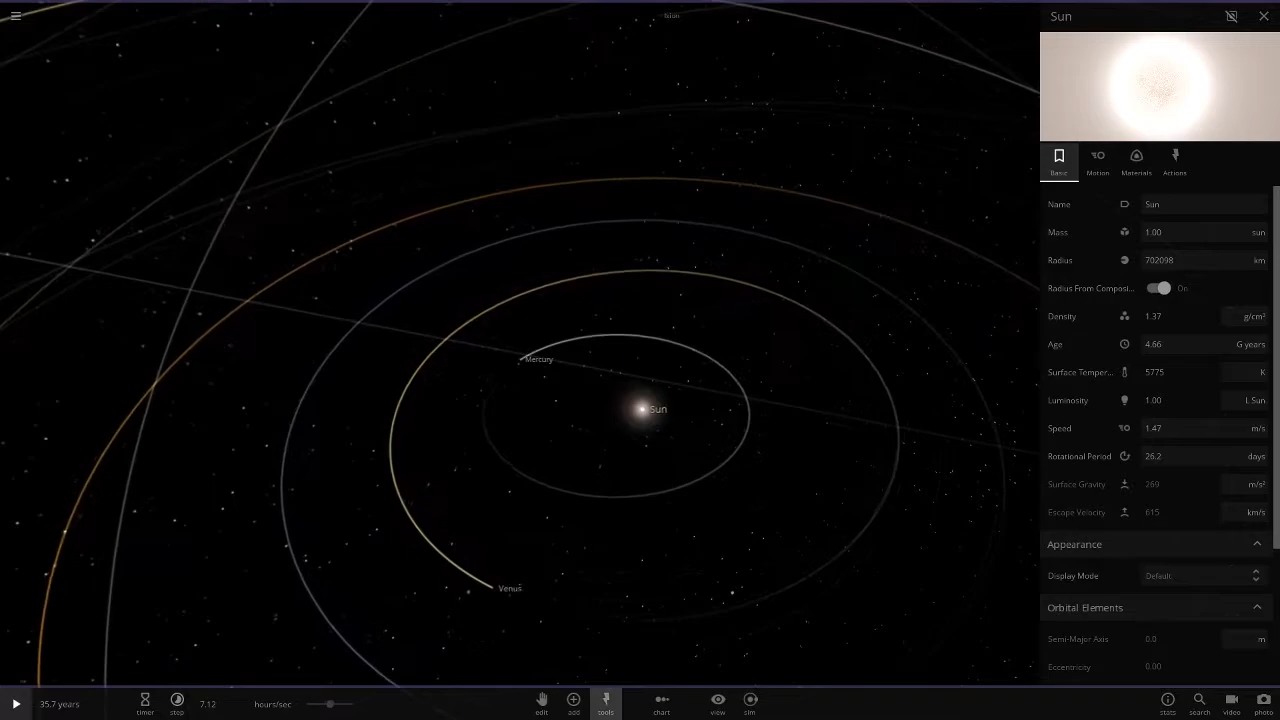 Ixion
Sun
Basic
Motion
Materials
Actions
Name Sun
Mass 1.00 sun
Radius 702098 km
Radius From Composi... On
Density 1.37 g/cm³
Age 4.66 G years
Surface Temper... 5775 K
Luminosity 1.00 L Sun
Speed 1.47 m/s
Rotational Period 26.2 days
Surface Gravity 269 m/s²
Escape Velocity 615 km/s
Appearance
Display Mode Default
Orbital Elements
Semi-Major Axis 0.0 m
Eccentricity 0.00
Mercury
Sun
Venus
35.7 years
timer
step
7.12 hours/sec
edit
add
tools
chart
view
sim
stats
search
video
photo